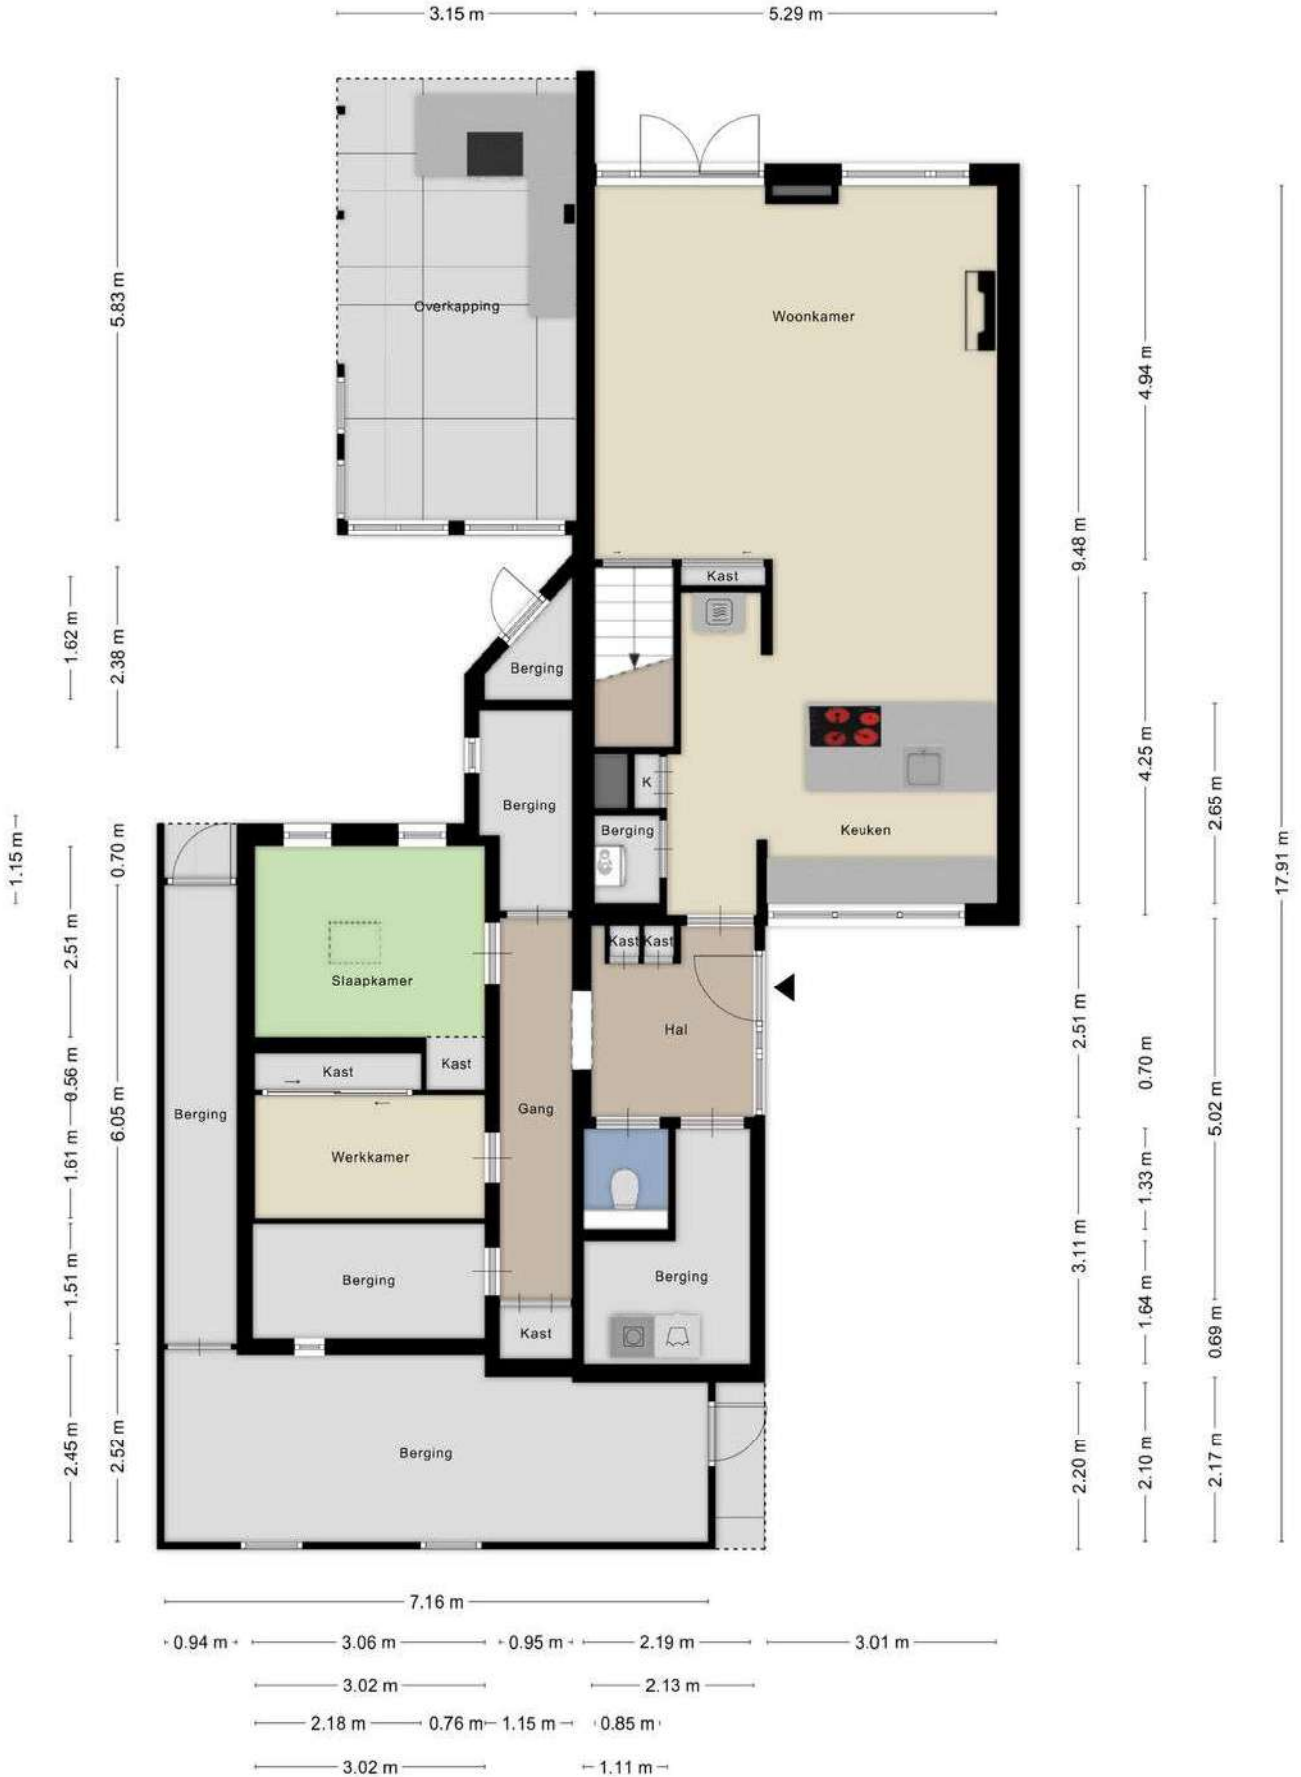 3.15 m
5.29 m
Overkapping
Woonkamer
5.83 m
4.94 m
9.48 m
17.91 m
Kast
1.62 m
2.38 m
Berging
4.25 m
2.65 m
K
Berging
Berging
Keuken
1.15 m
0.70 m
2.51 m
Slaapkamer
Kast
Kast
Hal
2.51 m
0.70 m
0.56 m
Kast
Kast
Gang
Berging
6.05 m
5.02 m
1.61 m
Werkkamer
1.33 m
3.11 m
1.51 m
Berging
Berging
1.64 m
0.69 m
Kast
2.45 m
2.52 m
Berging
2.20 m
2.10 m
2.17 m
7.16 m
0.94 m
3.06 m
0.95 m
2.19 m
3.01 m
3.02 m
2.13 m
2.18 m
0.76 m
1.15 m
0.85 m
3.02 m
1.11 m